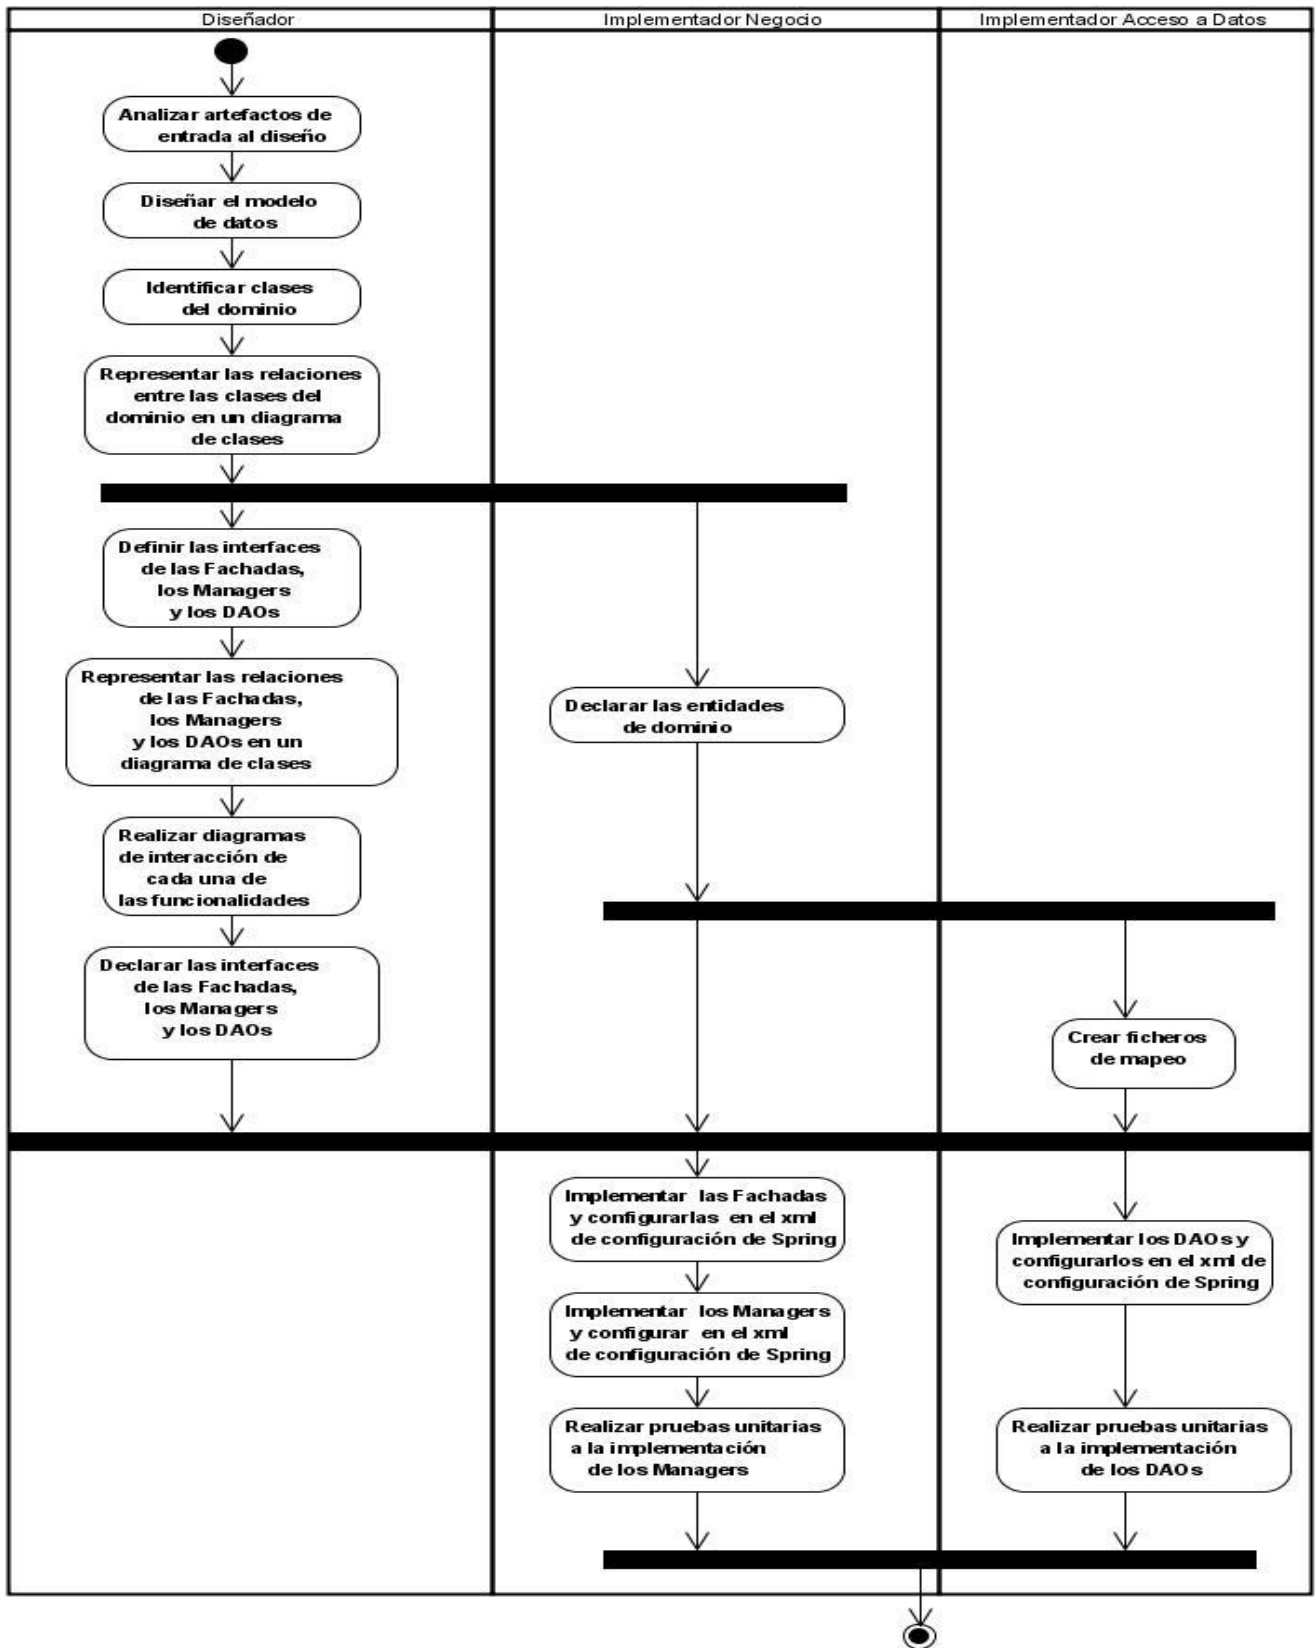 Diseñador
Implementador Negocio
Implementador Acceso a Datos
Analizar artefactos de
entrada al diseño
Diseñar el modelo
de datos
Identificar clases
del dominio
Representar las relaciones
entre las clases del
dominio en un diagrama
de clases
Definir las interfaces
de las Fachadas,
los Managers
y los DAOs
Representar las relaciones
de las Fachadas,
los Managers
y los DAOs en un
diagrama de clases
Declarar las entidades
de dominio
Realizar diagramas
de interacción de
cada una de
las funcionalidades
Declarar las interfaces
de las Fachadas,
los Managers
y los DAOs
Crear ficheros
de mapeo
Implementar las Fachadas
y configurarlas en el xml
de configuración de Spring
Implementar los DAOs y
configurarlos en el xml de
configuración de Spring
Implementar los Managers
y configurar en el xml
de configuración de Spring
Realizar pruebas unitarias
a la implementación
de los Managers
Realizar pruebas unitarias
a la implementación
de los DAOs